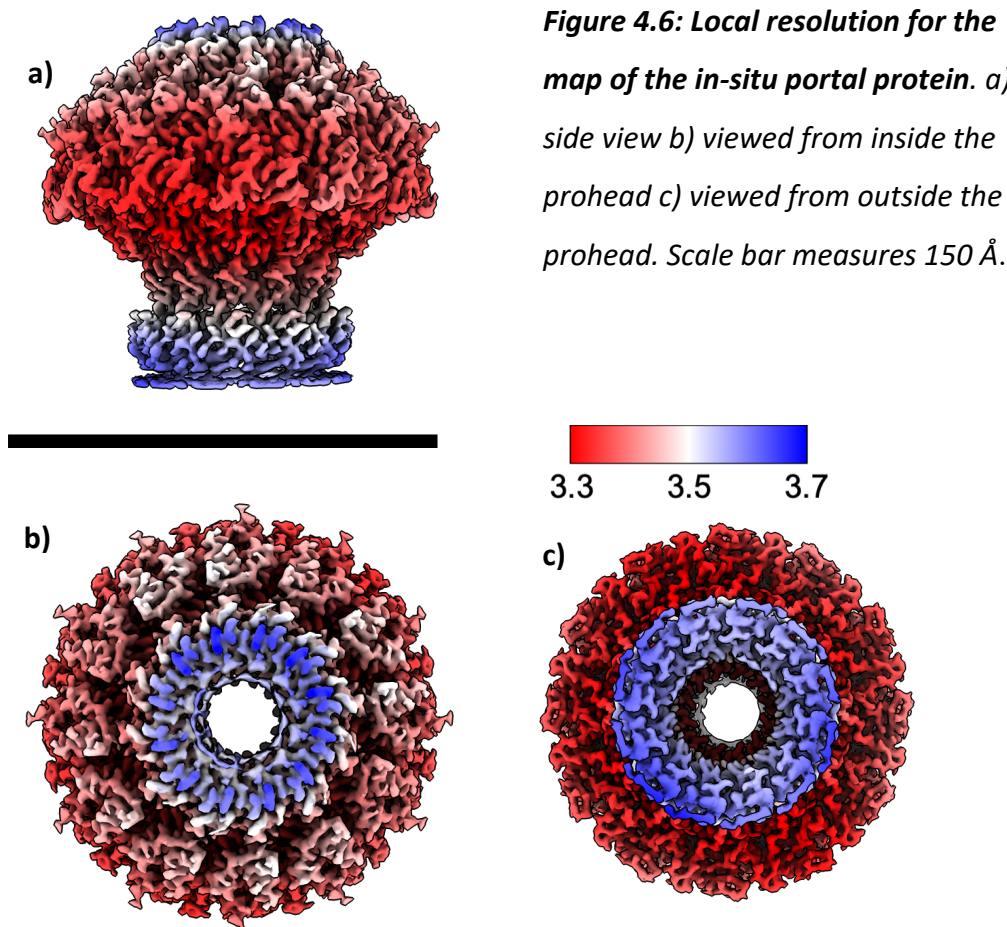 a)
Figure 4.6: Local resolution for the
map of the in-situ portal protein. a)
side view b) viewed from inside the
prohead c) viewed from outside the
prohead. Scale bar measures 150 Å.
3.3 3.5 3.7
b)
c)